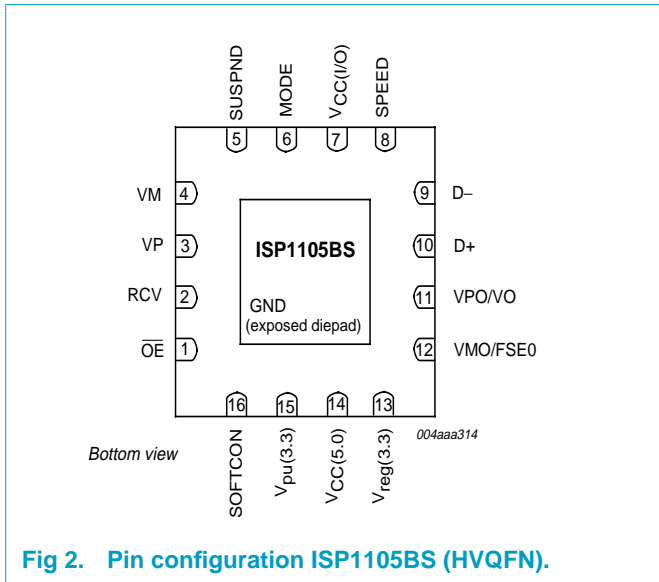 SUSPND
MODE
VCC(I/O)
SPEED
5
6
7
8
VM 4
9 D−
VP 3
ISP1105BS
10 D+
RCV 2
GND
(exposed diepad)
11 VPO/VO
O̅E̅ 1
12 VMO/FSE0
16
15
14
13
SOFTCON
Vpu(3.3)
VCC(5.0)
Vreg(3.3)
004aaa314
Bottom view
Fig 2. Pin configuration ISP1105BS (HVQFN).